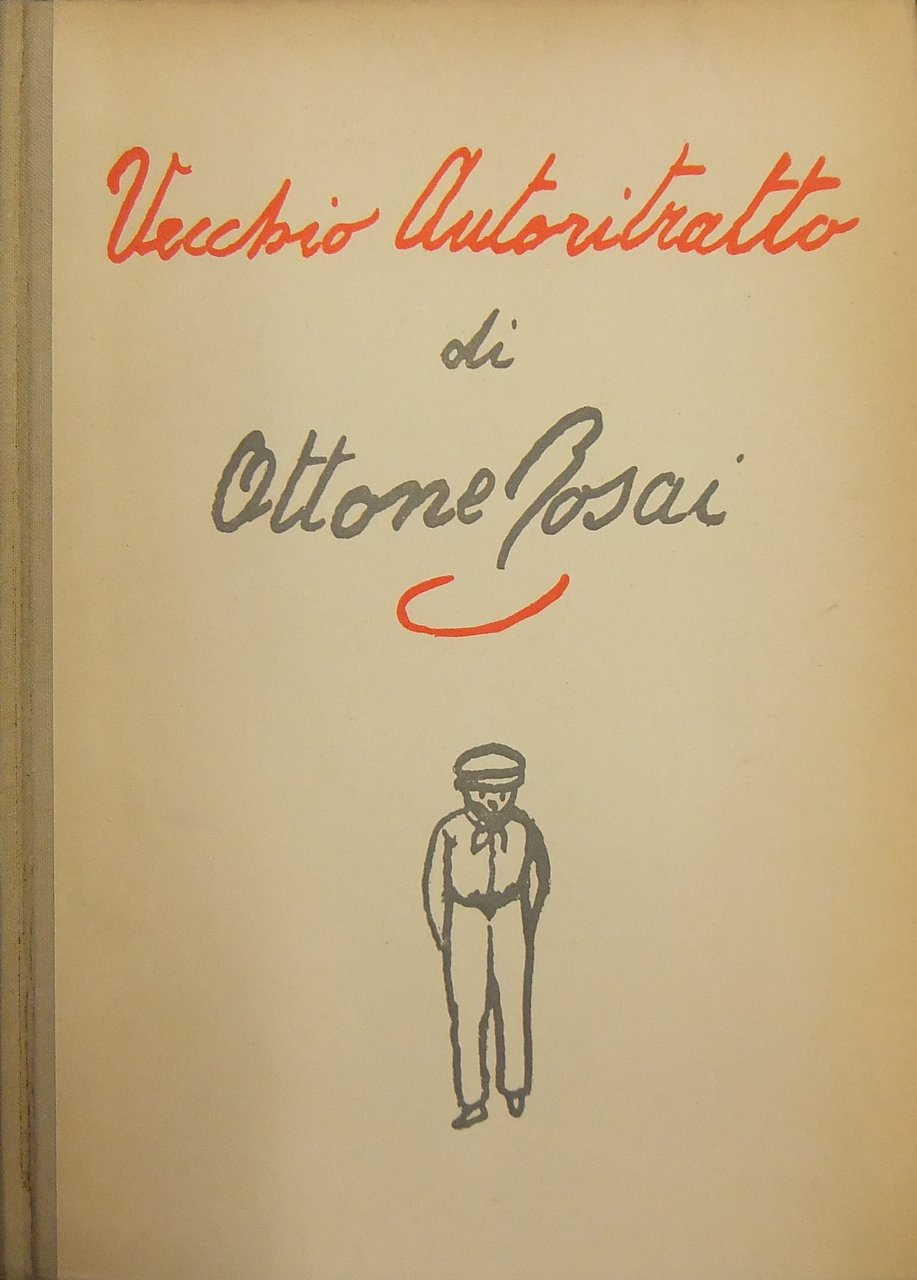 Vecchio Autoritratto
di
Ottone Rosai